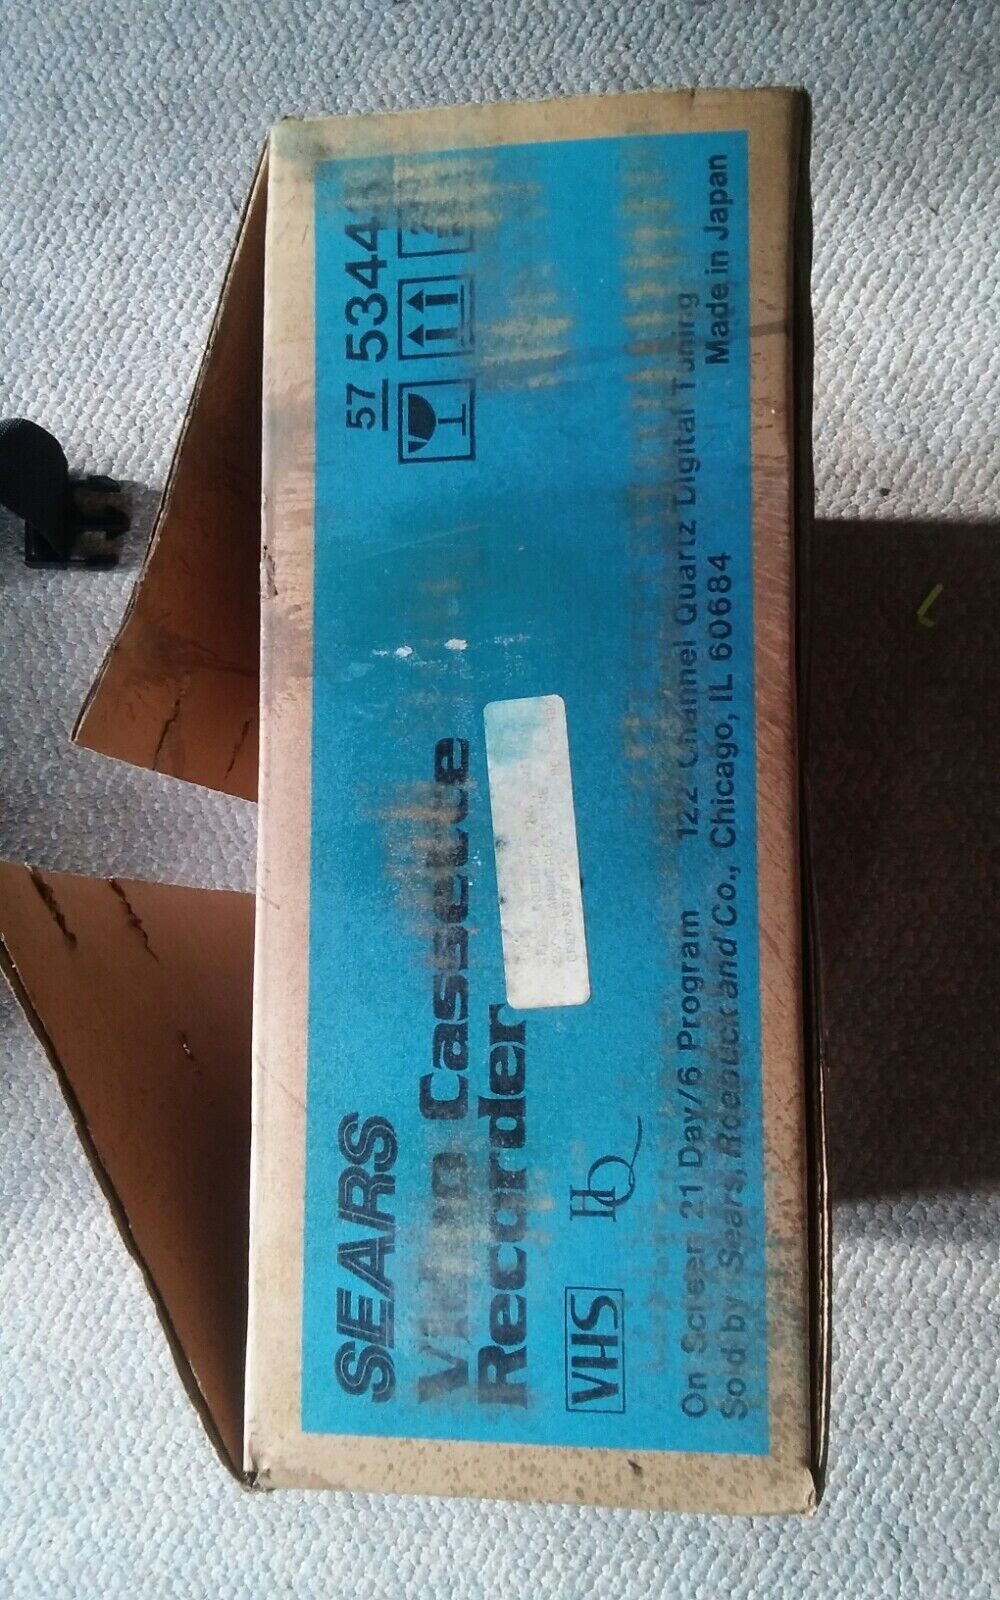 SEARS
57 5344
Video Cassette
Recorder
VHS HQ
On Screen 21 Day/6 Program 122 Channel Quartz Digital Tuning
Sold by Sears, Roebuck and Co., Chicago, IL 60684 Made in Japan